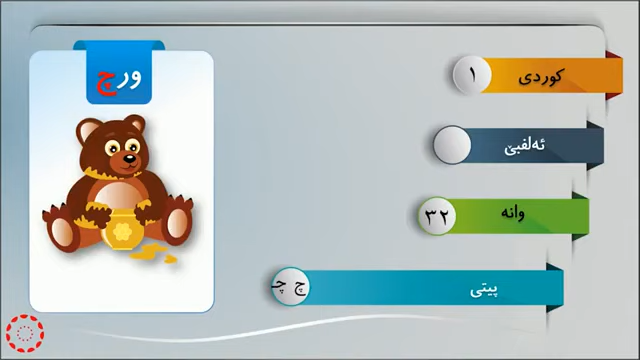 ورچ
کوردی ١
ئەلفبێ
وانە ٣٢
پیتی چ چـ